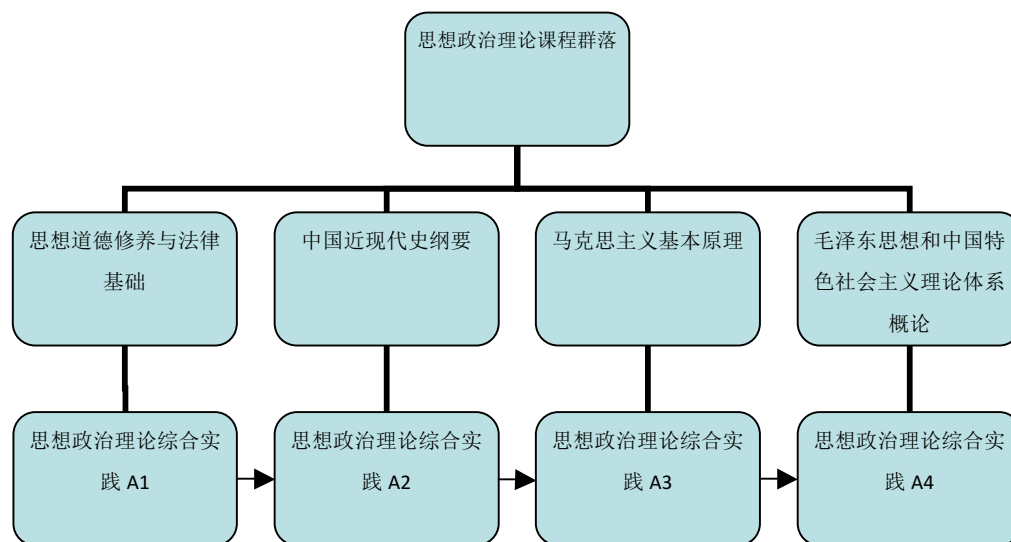 思想政治理论课程群落
思想道德修养与法律
基础
中国近现代史纲要
马克思主义基本原理
毛泽东思想和中国特
色社会主义理论体系
概论
思想政治理论综合实
践 A1
思想政治理论综合实
践 A2
思想政治理论综合实
践 A3
思想政治理论综合实
践 A4